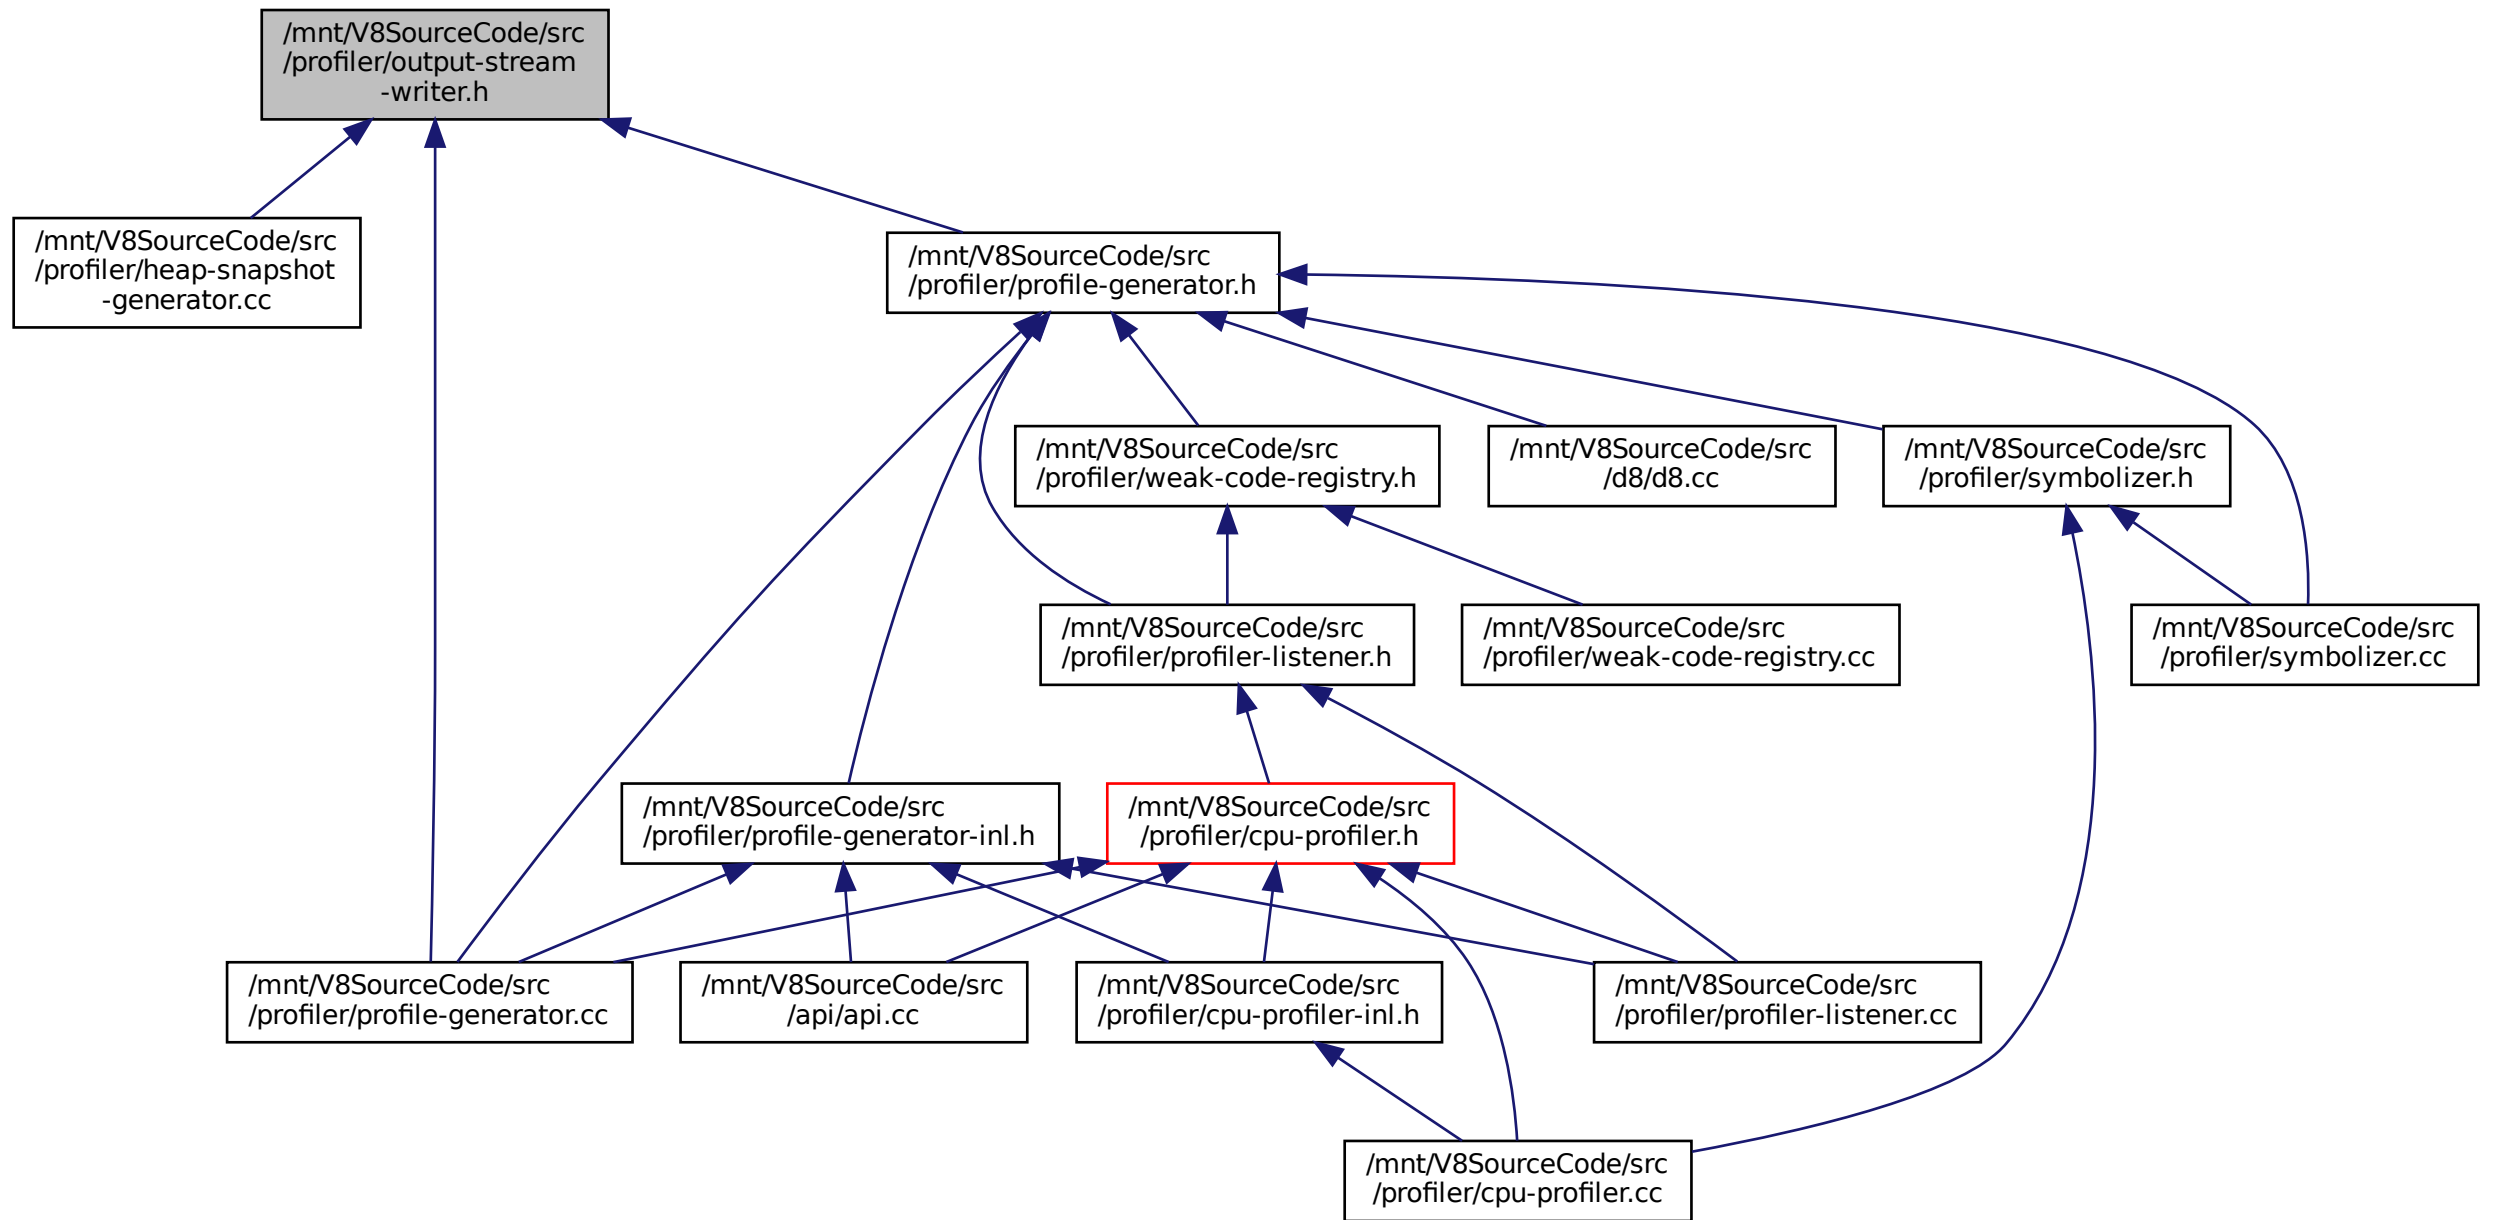 /mnt/V8SourceCode/src
/profiler/output-stream
-writer.h
/mnt/V8SourceCode/src
/profiler/heap-snapshot
-generator.cc
/mnt/V8SourceCode/src
/profiler/profile-generator.h
/mnt/V8SourceCode/src
/profiler/weak-code-registry.h
/mnt/V8SourceCode/src
/d8/d8.cc
/mnt/V8SourceCode/src
/profiler/symbolizer.h
/mnt/V8SourceCode/src
/profiler/profiler-listener.h
/mnt/V8SourceCode/src
/profiler/weak-code-registry.cc
/mnt/V8SourceCode/src
/profiler/symbolizer.cc
/mnt/V8SourceCode/src
/profiler/profile-generator-inl.h
/mnt/V8SourceCode/src
/profiler/cpu-profiler.h
/mnt/V8SourceCode/src
/profiler/profile-generator.cc
/mnt/V8SourceCode/src
/api/api.cc
/mnt/V8SourceCode/src
/profiler/cpu-profiler-inl.h
/mnt/V8SourceCode/src
/profiler/profiler-listener.cc
/mnt/V8SourceCode/src
/profiler/cpu-profiler.cc